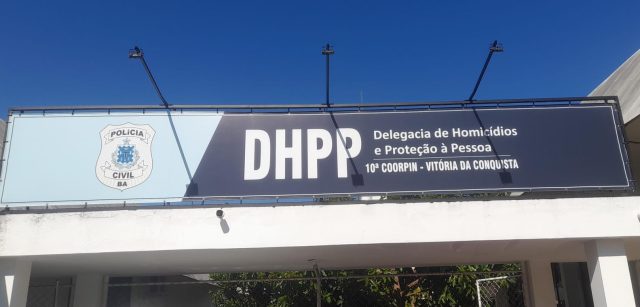 POLÍCIA
CIVIL
BA
DHPP
Delegacia de Homicídios
e Proteção à Pessoa
10ª COORPIN - VITÓRIA DA CONQUISTA